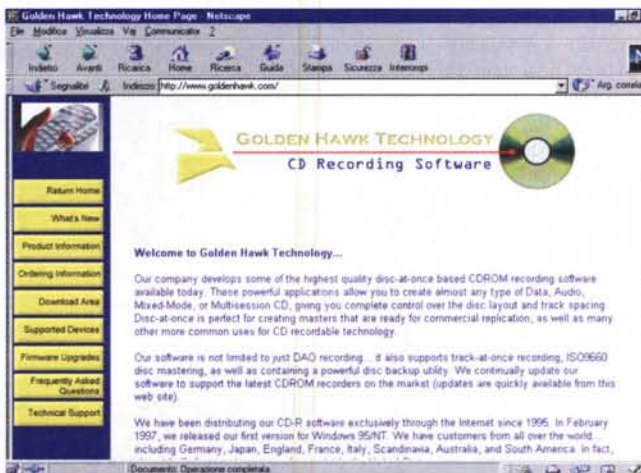 Golden Hawk Technology Home Page - Netscape
File Modifica Visualizza Vai Communicator ?
Indietro Avanti Ricarica Home Ricerca Guida Stampa Sicurezza Interrompi
Segnalibri Indirizzo http://www.goldenhawk.com/ Arg. correla
GOLDEN HAWK TECHNOLOGY
CD Recording Software
Return Home
What's New
Product Information
Ordering Information
Download Area
Supported Devices
Firmware Upgrades
Frequently Asked
Questions
Technical Support
Welcome to Golden Hawk Technology...
Our company develops some of the highest quality disc-at-once based CDROM recording software
available today. These powerful applications allow you to create almost any type of Data, Audio,
Mixed-Mode, or Multisession CD, giving you complete control over the disc layout and track spacing.
Disc-at-once is perfect for creating masters that are ready for commercial replication, as well as many
other more common uses for CD recordable technology.
Our software is not limited to just DAO recording... it also supports track-at-once recording, ISO9660
disc mastering, as well as containing a powerful disc backup utility. We continually update our
software to support the latest CDROM recorders on the market (updates are quickly available from this
web site).
We have been distributing our CD-R software exclusively through the Internet since 1995. In February
1997, we released our first version for Windows 95/NT. We have customers from all over the world...
including Germany, Japan, England, France, Italy, Scandinavia, Australia, and South America. In fact,
Documento: Operazione completata